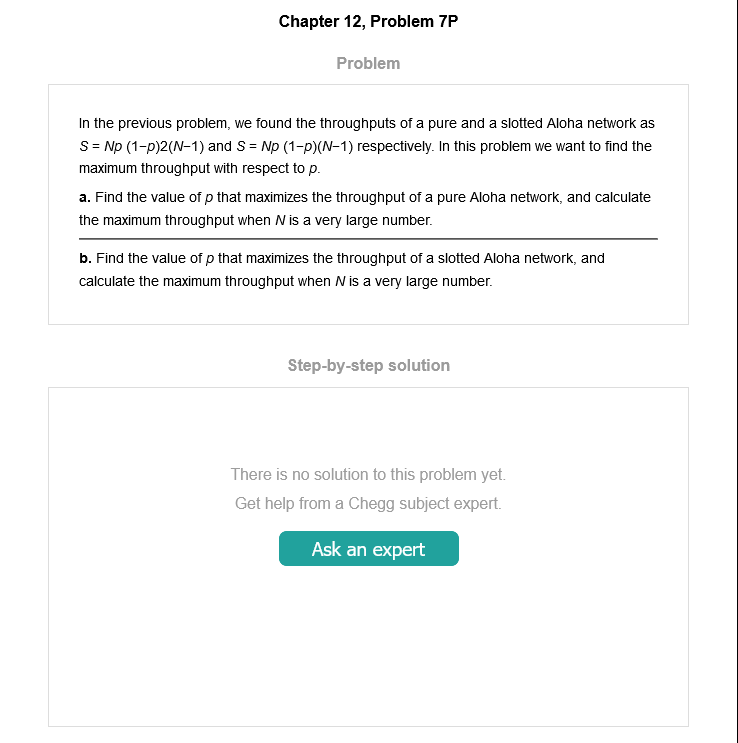 Chapter 12, Problem 7P
Problem
In the previous problem, we found the throughputs of a pure and a slotted Aloha network as
S = Np (1−p)2(N−1) and S = Np (1−p)(N−1) respectively. In this problem we want to find the
maximum throughput with respect to p.
a. Find the value of p that maximizes the throughput of a pure Aloha network, and calculate
the maximum throughput when N is a very large number.
b. Find the value of p that maximizes the throughput of a slotted Aloha network, and
calculate the maximum throughput when N is a very large number.
Step-by-step solution
There is no solution to this problem yet.
Get help from a Chegg subject expert.
Ask an expert